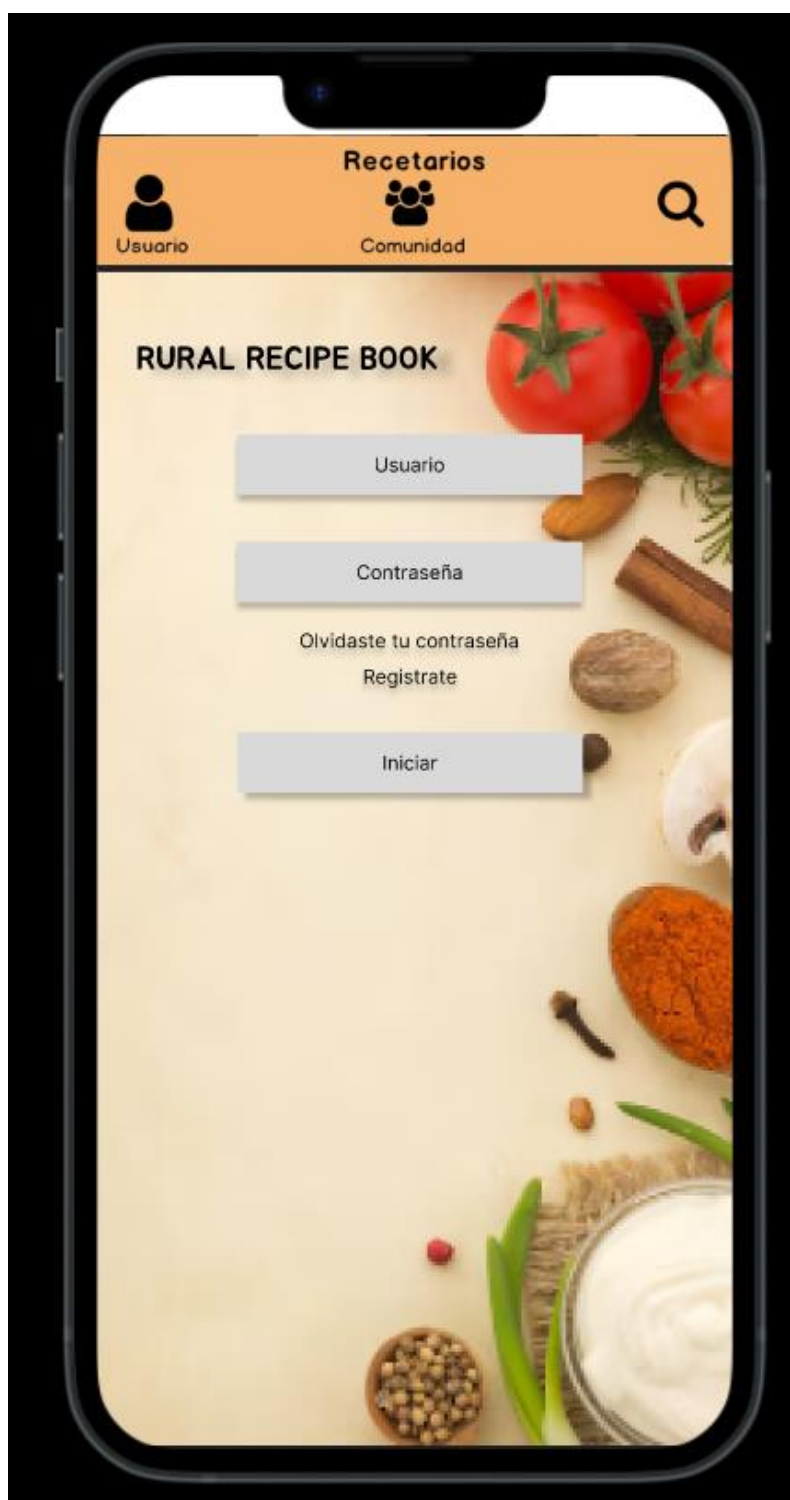 Recetarios
Usuario
Comunidad
RURAL RECIPE BOOK
Usuario
Contraseña
Olvidaste tu contraseña
Registrate
Iniciar